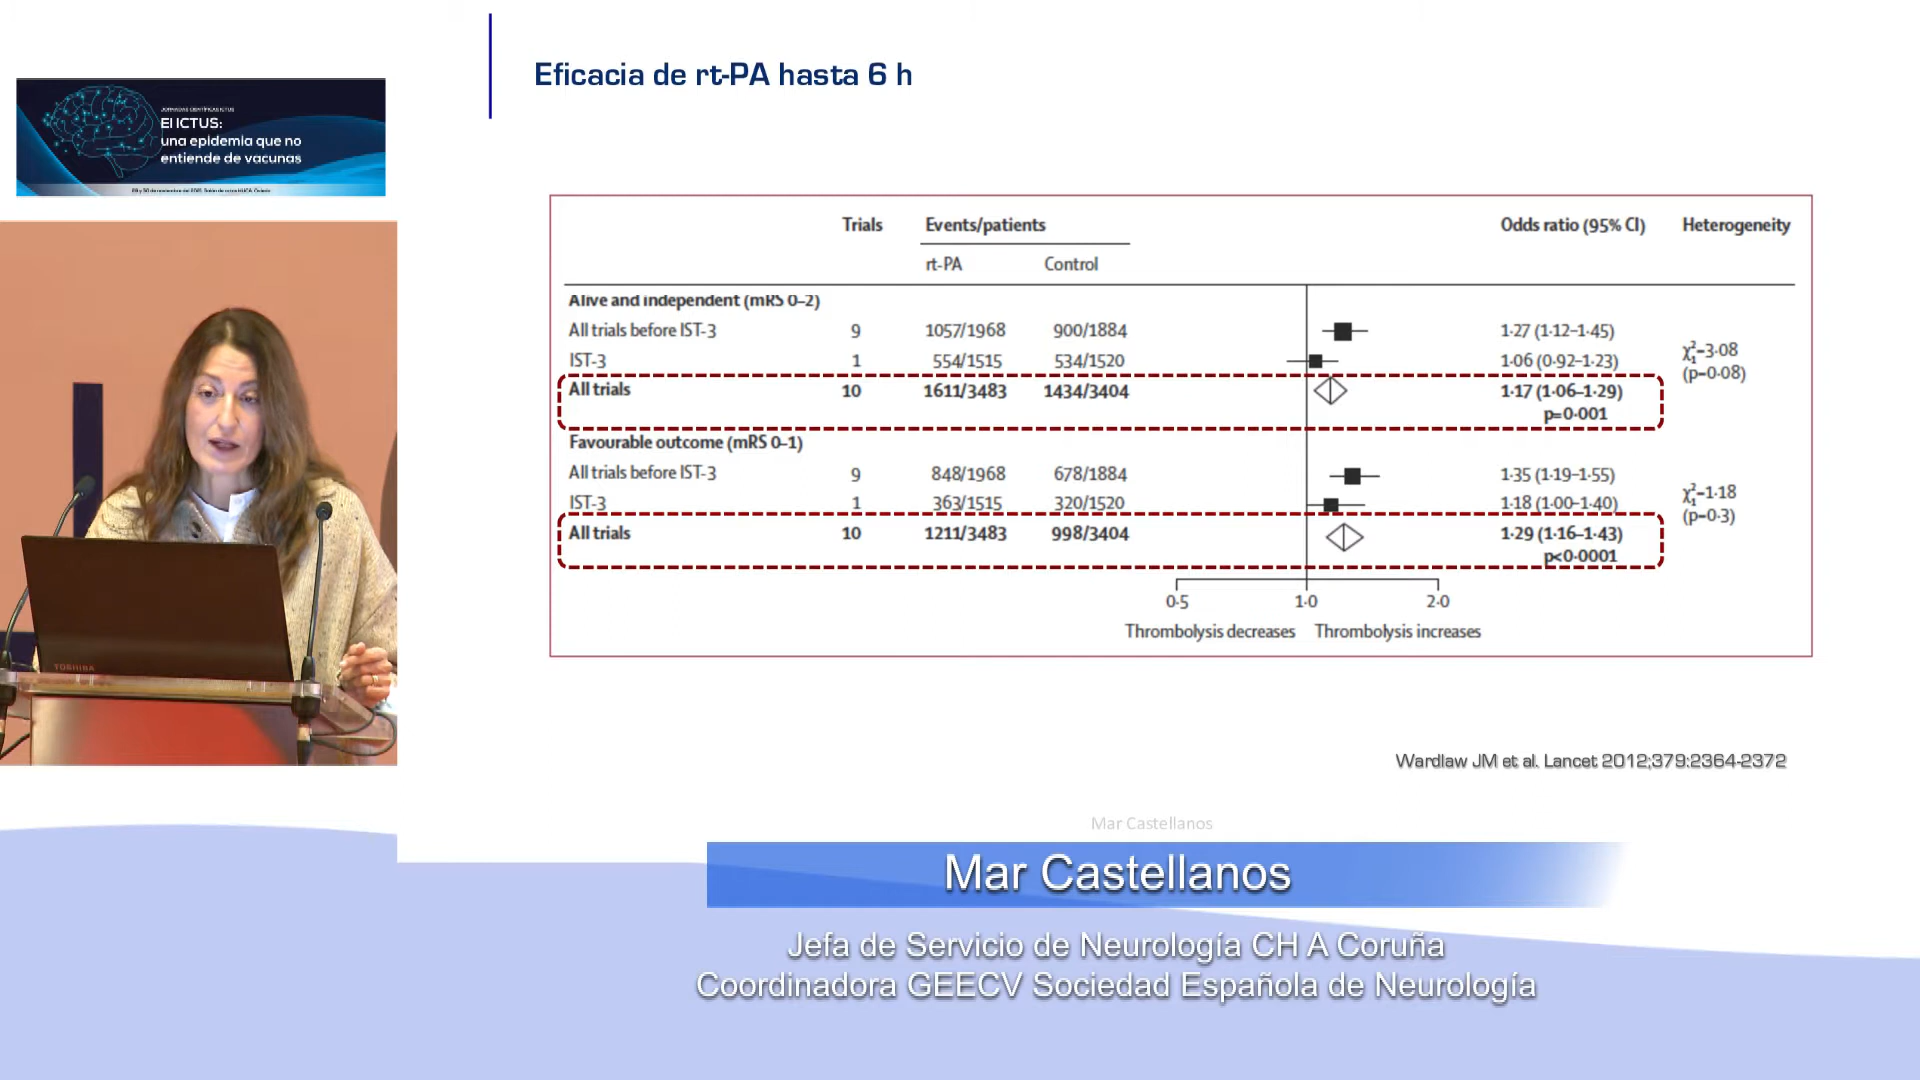 Eficacia de rt-PA hasta 6 h
JORNADAS CIENTÍFICAS ICTUS
El ICTUS:
una epidemia que no
entiende de vacunas
Trials Events/patients Odds ratio (95% CI) Heterogeneity
rt-PA Control
Alive and independent (mRS 0–2)
All trials before IST-3 9 1057/1968 900/1884 1·27 (1·12–1·45)
IST-3 1 554/1515 534/1520 1·06 (0·92–1·23)
χ²₁=3·08
(p=0·08)
All trials 10 1611/3483 1434/3404 1·17 (1·06–1·29)
p=0·001
Favourable outcome (mRS 0–1)
All trials before IST-3 9 848/1968 678/1884 1·35 (1·19–1·55)
IST-3 1 363/1515 320/1520 1·18 (1·00–1·40)
χ²₁=1·18
(p=0·3)
All trials 10 1211/3483 998/3404 1·29 (1·16–1·43)
p<0·0001
0·5 1·0 2·0
Thrombolysis decreases Thrombolysis increases
TOSHIBA
Wardlaw JM et al. Lancet 2012;379:2364-2372
Mar Castellanos
Mar Castellanos
Jefa de Servicio de Neurología CH A Coruña
Coordinadora GEECV Sociedad Española de Neurología